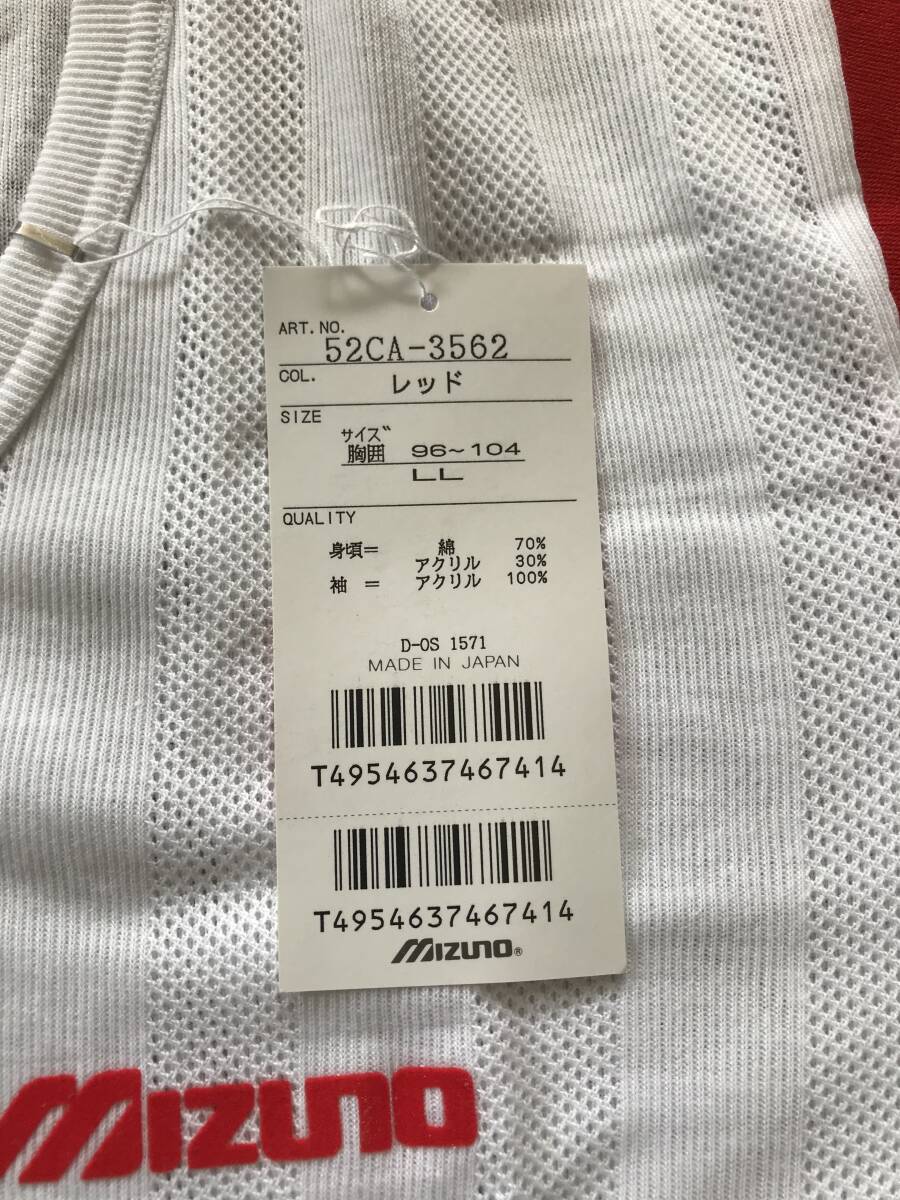 ART.NO.
52CA-3562
COL.
レッド
SIZE
サイズ
胸囲 96~104
LL
QUALITY
身頃= 綿 70%
アクリル 30%
袖 = アクリル 100%
D-OS 1571
MADE IN JAPAN
T4954637467414
T4954637467414
MIZUNO®
MIZUNO